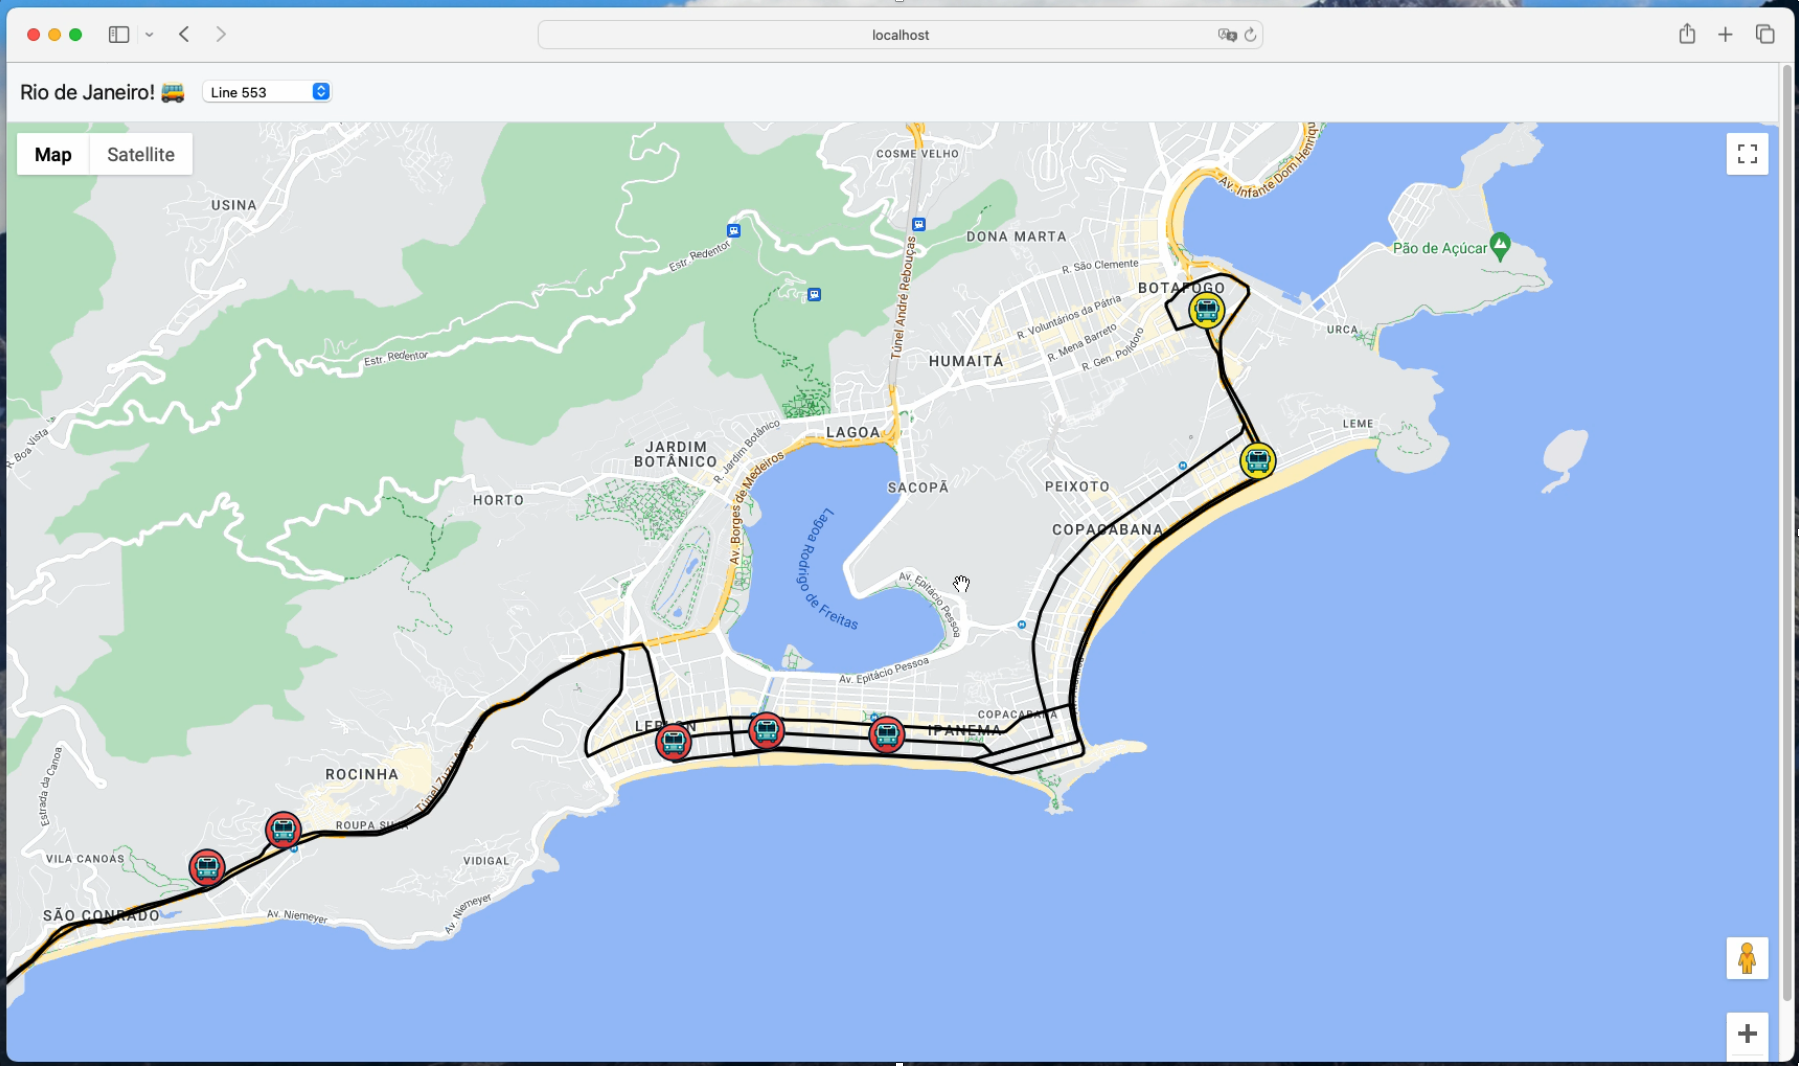 localhost
Rio de Janeiro!
Line 553
Map
Satellite
COSME VELHO
Av. Infante Dom Henriqu
USINA
DONA MARTA
Estr. Redentor
Túnel André Rebouças
R. São Clemente
Pão de Açúcar
BOTAFOGO
R. Voluntários da Pátria
URCA
R. Mena Barreto
R. Gen. Polidoro
Estr. Redentor
HUMAITÁ
R. Boa Vista
LAGOA
LEME
JARDIM
BOTÂNICO
R. Jardim Botânico
Av. Borges de Medeiros
HORTO
SACOPÃ
PEIXOTO
COPACABANA
Lagoa Rodrigo de Freitas
Av. Epitácio Pessoa
Av. Epitácio Pessoa
COPACABANA
LEBLON
IPANEMA
Estrada da Canoa
ROCINHA
Túnel Zuzu Angel
ROUPA SUJA
VILA CANOAS
VIDIGAL
SÃO CONRADO
Av. Niemeyer
Av. Niemeyer